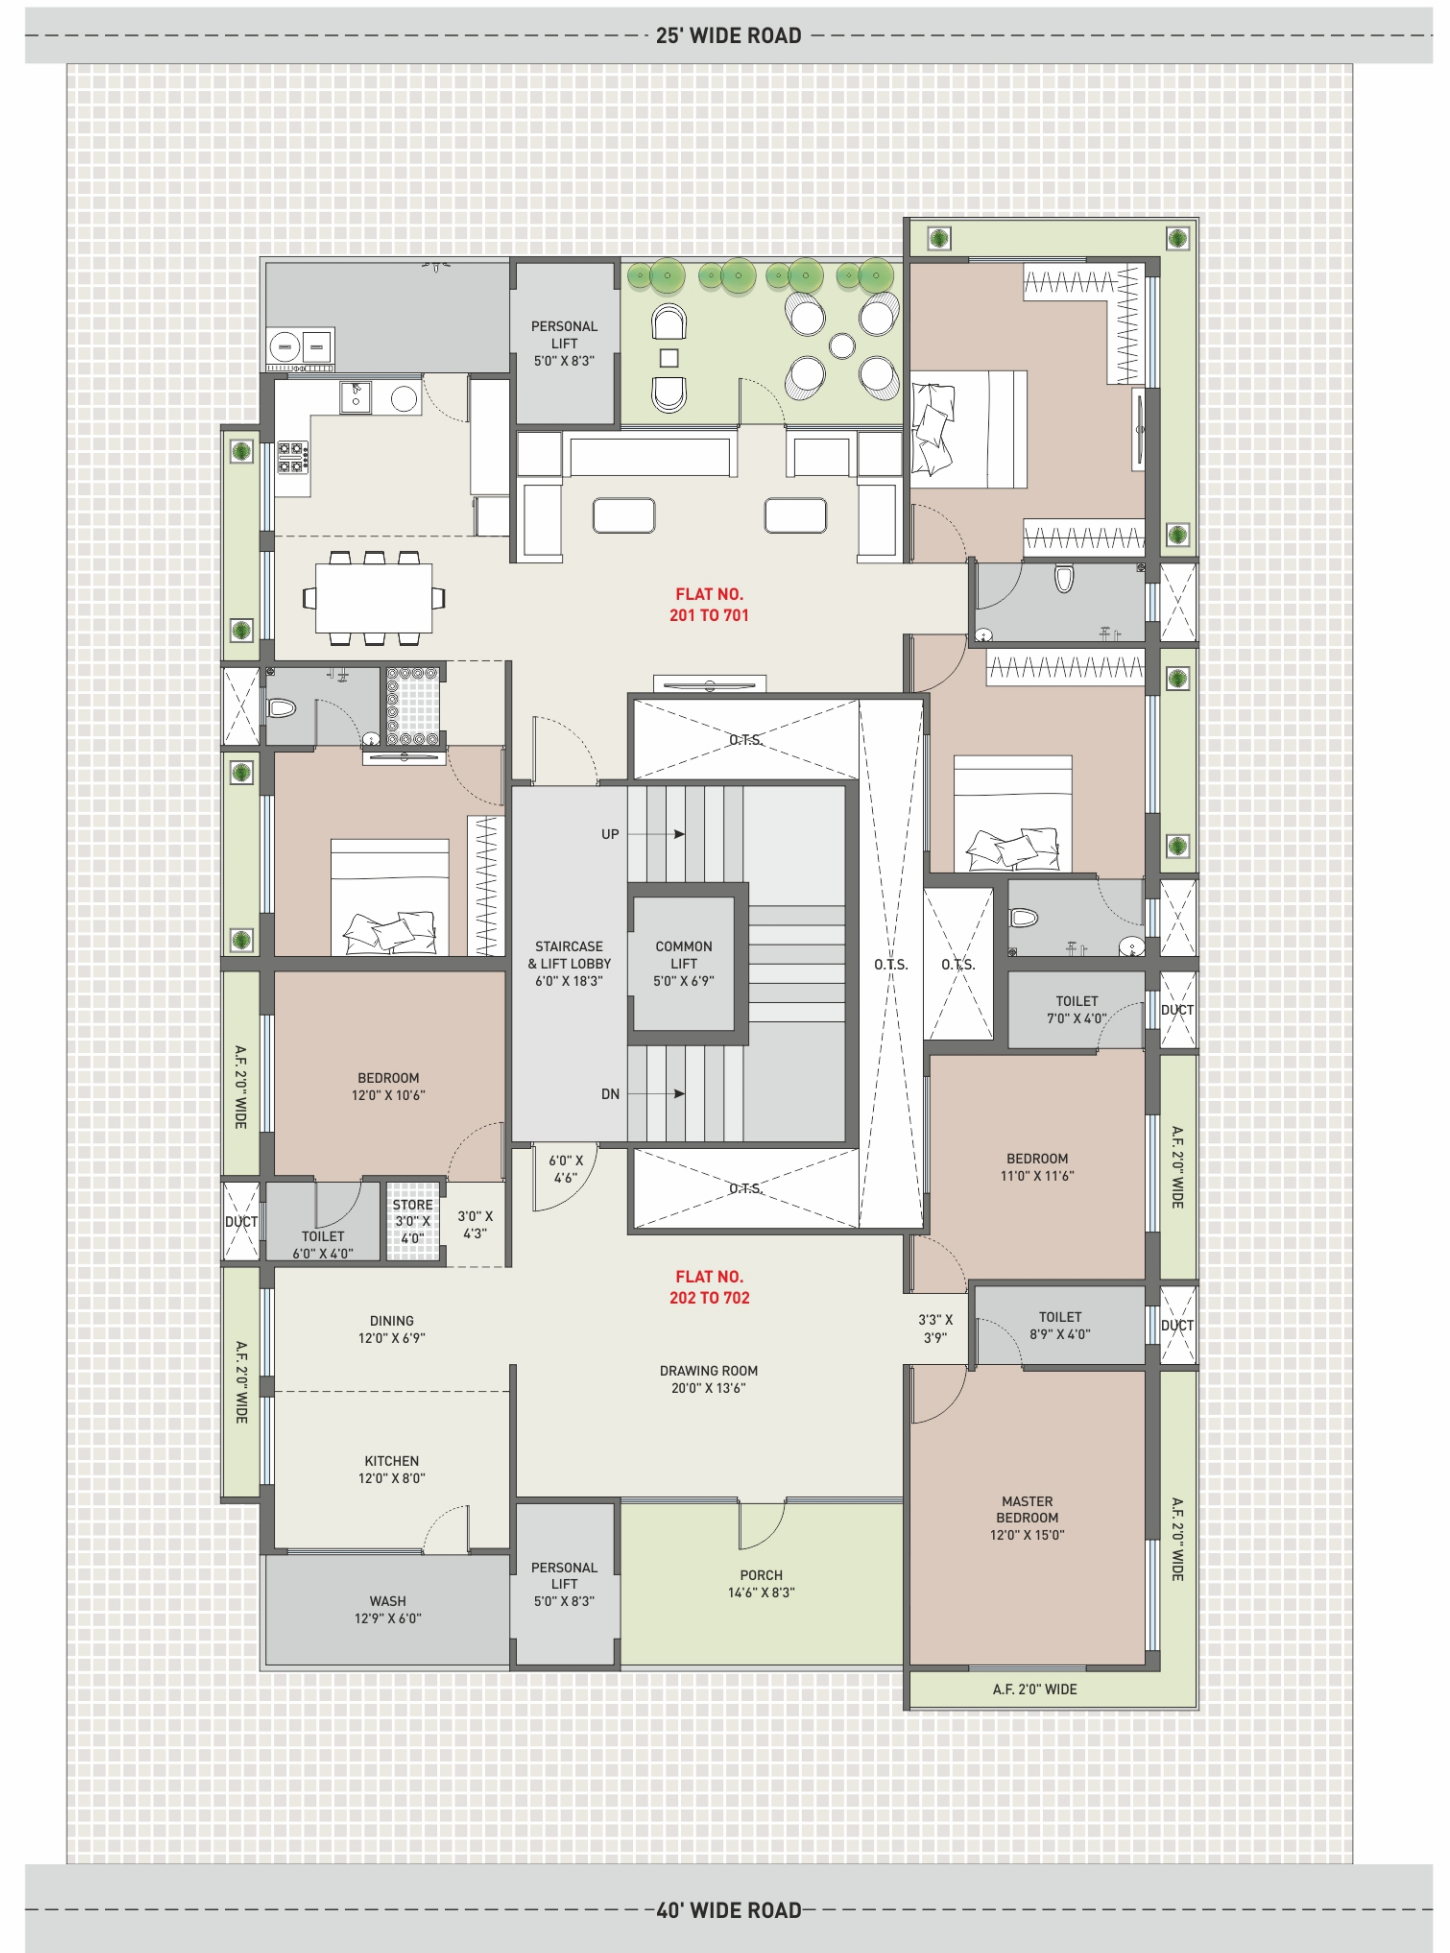 25' WIDE ROAD
PERSONAL
LIFT
5'0" X 8'3"
FLAT NO.
201 TO 701
O.T.S.
UP
STAIRCASE
& LIFT LOBBY
6'0" X 18'3"
COMMON
LIFT
5'0" X 6'9"
O.T.S.
O.T.S.
TOILET
7'0" X 4'0"
DUCT
BEDROOM
12'0" X 10'6"
A.F. 2'0" WIDE
DN
6'0" X
4'6"
O.T.S.
BEDROOM
11'0" X 11'6"
A.F. 2'0" WIDE
DUCT
TOILET
6'0" X 4'0"
STORE
3'0" X
4'0"
3'0" X
4'3"
FLAT NO.
202 TO 702
3'3" X
3'9"
TOILET
8'9" X 4'0"
DUCT
DINING
12'0" X 6'9"
A.F. 2'0" WIDE
DRAWING ROOM
20'0" X 13'6"
KITCHEN
12'0" X 8'0"
MASTER
BEDROOM
12'0" X 15'0"
A.F. 2'0" WIDE
WASH
12'9" X 6'0"
PERSONAL
LIFT
5'0" X 8'3"
PORCH
14'6" X 8'3"
A.F. 2'0" WIDE
40' WIDE ROAD